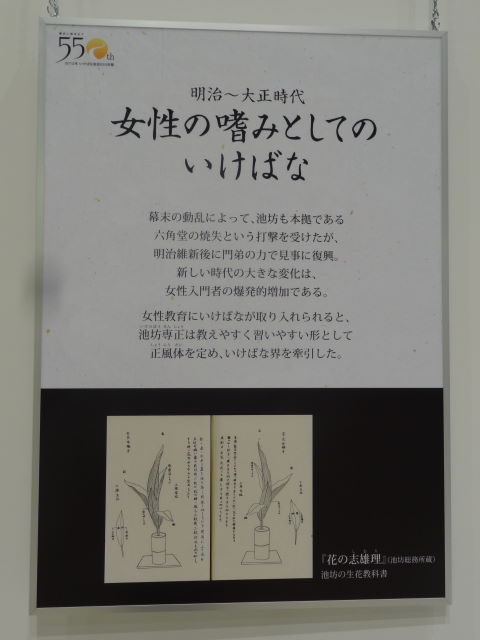 550th
明治～大正時代
女性の嗜みとしての
いけばな
幕末の動乱によって、池坊も本拠である
六角堂の焼失という打撃を受けたが、
明治維新後に門弟の力で見事に復興。
新しい時代の大きな変化は、
女性入門者の爆発的増加である。
女性教育にいけばなが取り入れられると、
池坊専正は教えやすく習いやすい形として
正風体を定め、いけばな界を牽引した。
『花の志雄理』(池坊総務所蔵)
池坊の生花教科書